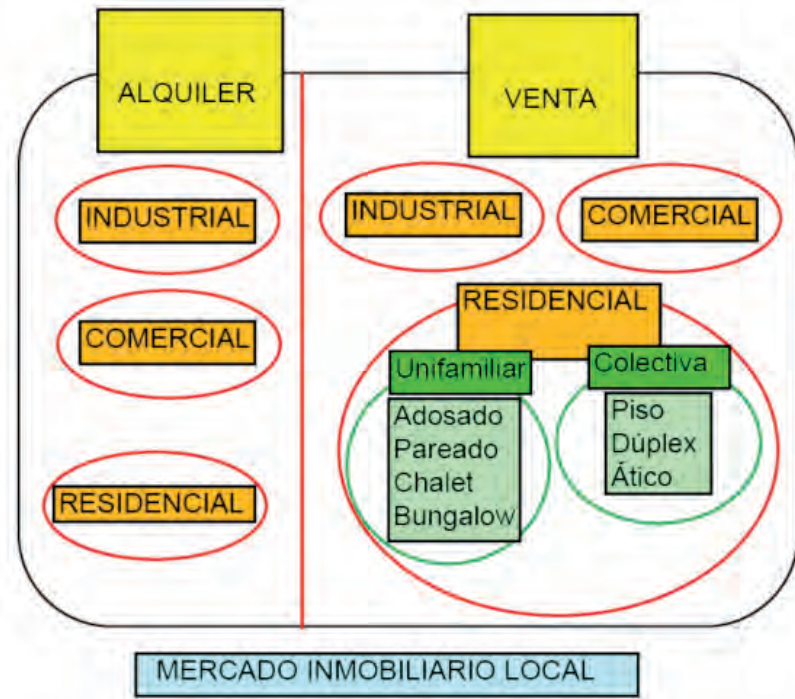 ALQUILER
VENTA
INDUSTRIAL
COMERCIAL
RESIDENCIAL
INDUSTRIAL
COMERCIAL
RESIDENCIAL
Unifamiliar
Adosado
Pareado
Chalet
Bungalow
Colectiva
Piso
Dúplex
Ático
MERCADO INMOBILIARIO LOCAL